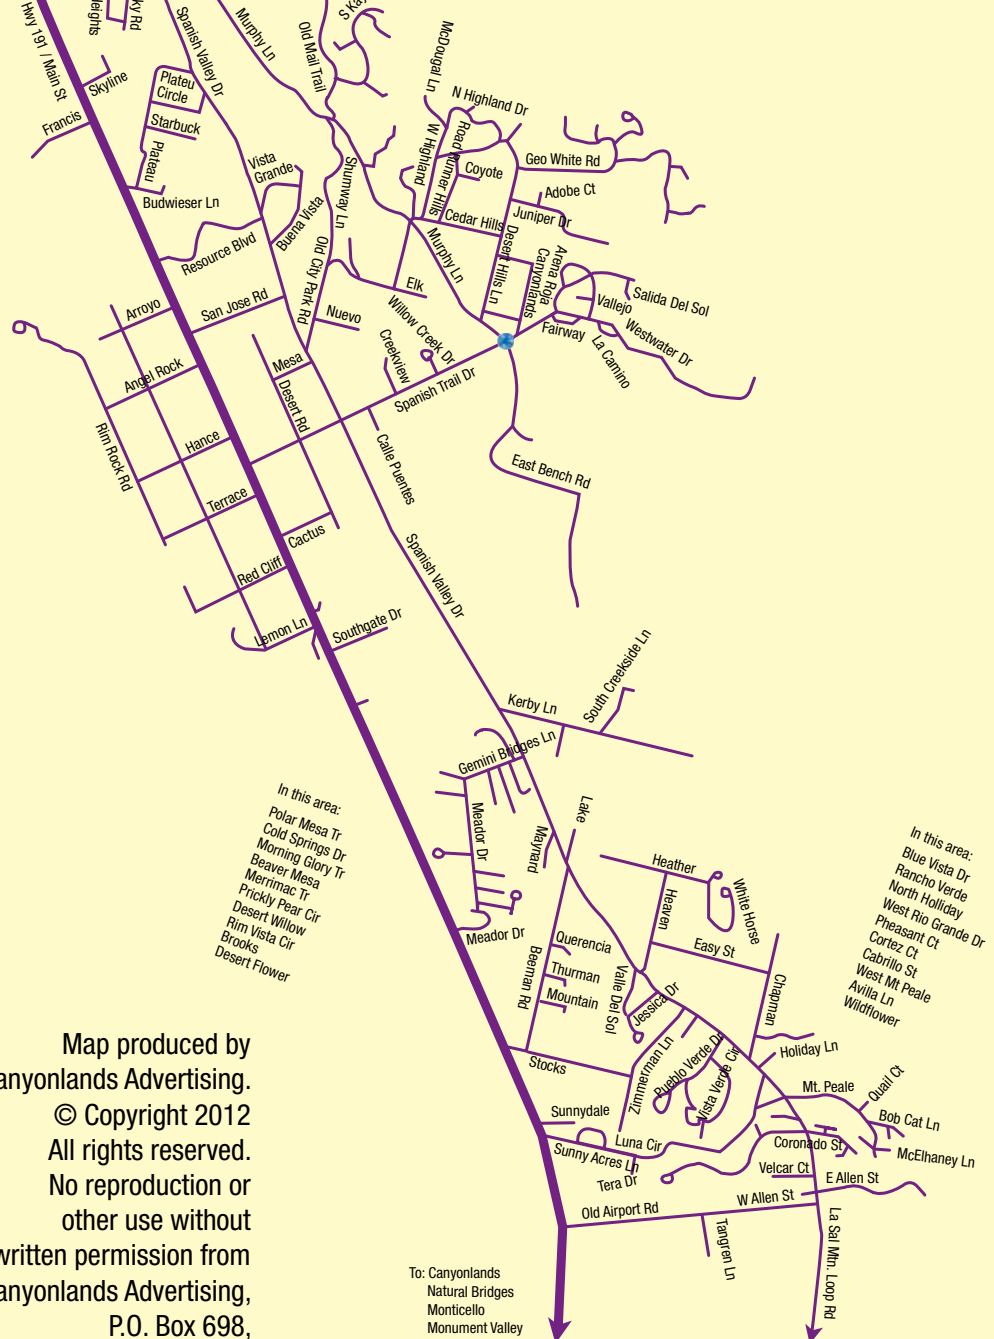 Hwy 191 / Main St
Heights
ky Rd
Spanish Valley Dr
Murphy Ln
Old Mail Trail
S Kay
McDougal Ln
N Highland Dr
Skyline
Plateu
Circle
Starbuck
Francis
Plateau
Budwieser Ln
Vista
Grande
Buena Vista
Resource Blvd
Shumway Ln
Old City Park Rd
W Highland
Road Runner Hills
Coyote
Cedar Hills
Geo White Rd
Adobe Ct
Juniper Dr
Murphy Ln
Desert Hills Ln
Canyonlands
Arena Roja
Salida Del Sol
Vallejo
Fairway
Westwater Dr
La Camino
Elk
Nuevo
Willow Creek Dr
Creekview
Spanish Trail Dr
San Jose Rd
Arroyo
Angel Rock
Mesa
Desert Rd
Rim Rock Rd
Hance
Terrace
Calle Puentes
East Bench Rd
Cactus
Red Cliff
Spanish Valley Dr
Lemon Ln
Southgate Dr
South Creekside Ln
Kerby Ln
Gemini Bridges Ln
Meador Dr
Lake
Maynard
Meador Dr
Heather
Heaven
White Horse
Easy St
Querencia
Beeman Rd
Thurman
Mountain
Valle Del Sol
Jessica Dr
Chapman
Stocks
Zimmerman Ln
Pueblo Verde Dr
Vista Verde Cir
Holiday Ln
Mt. Peale
Quail Ct
Bob Cat Ln
McElhaney Ln
Sunnydale
Luna Cir
Sunny Acres Ln
Tera Dr
Coronado St
Velcar Ct
E Allen St
W Allen St
Old Airport Rd
Tangren Ln
La Sal Mtn. Loop Rd
In this area:
Polar Mesa Tr
Cold Springs Dr
Morning Glory Tr
Beaver Mesa
Merrimac Tr
Prickly Pear Cir
Desert Willow
Rim Vista Cir
Brooks
Desert Flower
In this area:
Blue Vista Dr
Rancho Verde
North Holliday
West Rio Grande Dr
Pheasant Ct
Cortez Ct
Cabrillo St
West Mt Peale
Avilla Ln
Wildflower
Map produced by
anyonlands Advertising.
© Copyright 2012
All rights reserved.
No reproduction or
other use without
written permission from
anyonlands Advertising,
P.O. Box 698,
To: Canyonlands
Natural Bridges
Monticello
Monument Valley